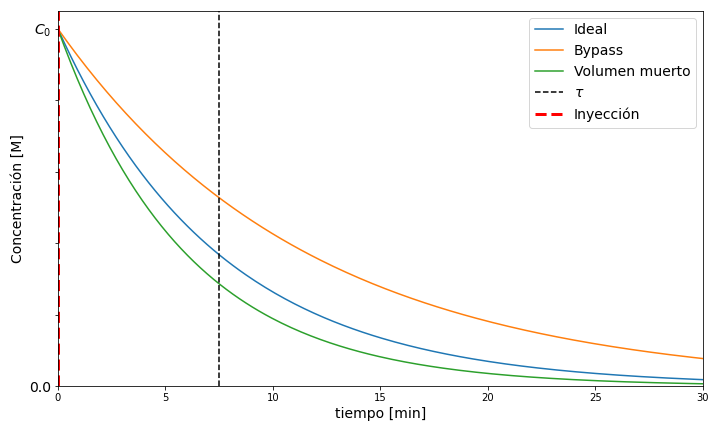 C₀
Concentración [M]
0.0
0 5 10 15 20 25 30
tiempo [min]
Ideal
Bypass
Volumen muerto
τ
Inyección